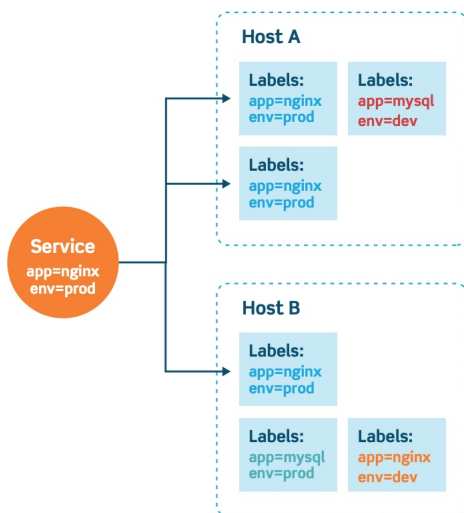 Host A
Labels:
app=nginx
env=prod
Labels:
app=mysql
env=dev
Labels:
app=nginx
env=prod
Service
app=nginx
env=prod
Host B
Labels:
app=nginx
env=prod
Labels:
app=mysql
env=prod
Labels:
app=nginx
env=dev